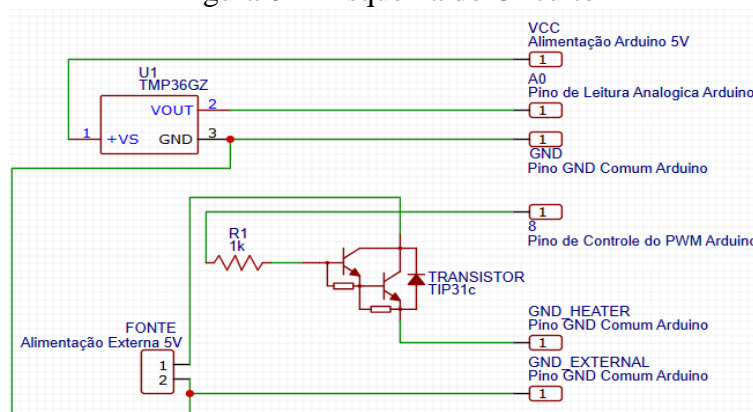 VCC
Alimentação Arduino 5V
1
U1
TMP36GZ
A0
Pino de Leitura Analogica Arduino
VOUT 2
1
1 +VS GND 3
1
GND
Pino GND Comum Arduino
1
8
Pino de Controle do PWM Arduino
R1
1k
TRANSISTOR
TIP31c
GND_HEATER
Pino GND Comum Arduino
1
FONTE
Alimentação Externa 5V
GND_EXTERNAL
Pino GND Comum Arduino
1
2
1